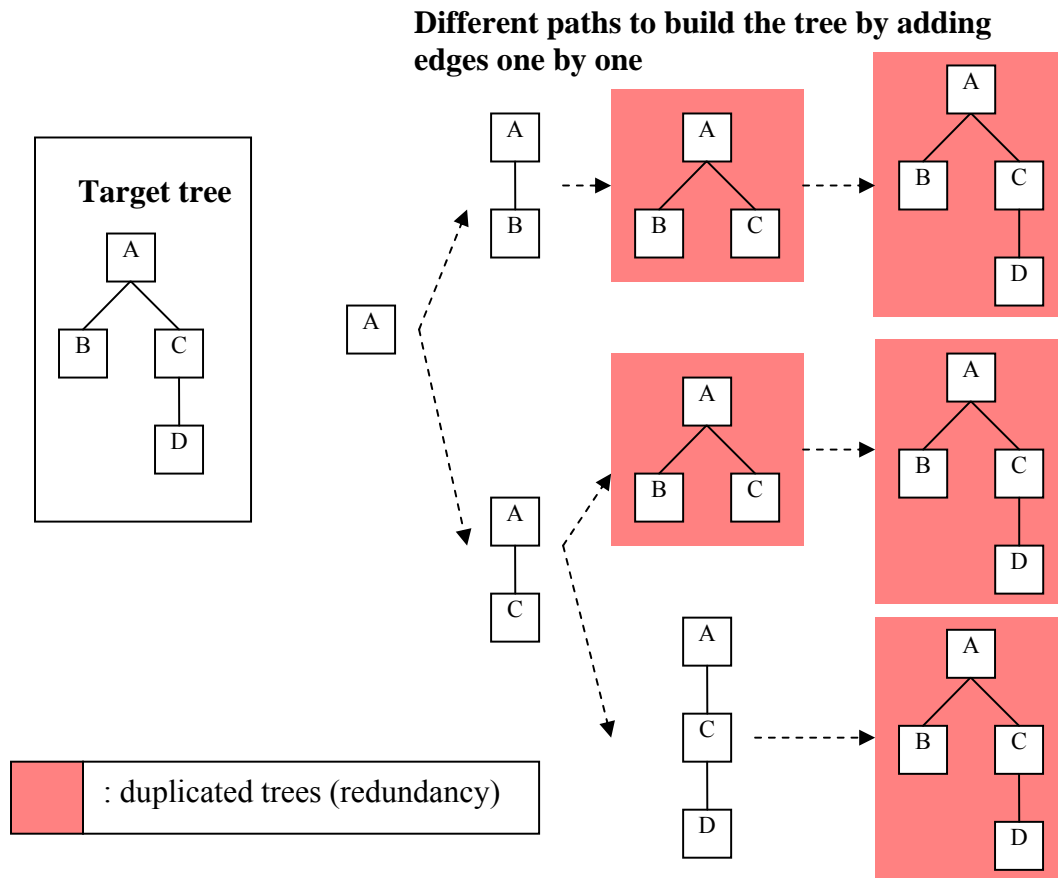 Different paths to build the tree by adding
edges one by one
Target tree
A
B C
D
A
A
B
A
B C
A
B C
D
A
C
A
B C
A
B C
D
A
C
D
A
B C
D
: duplicated trees (redundancy)